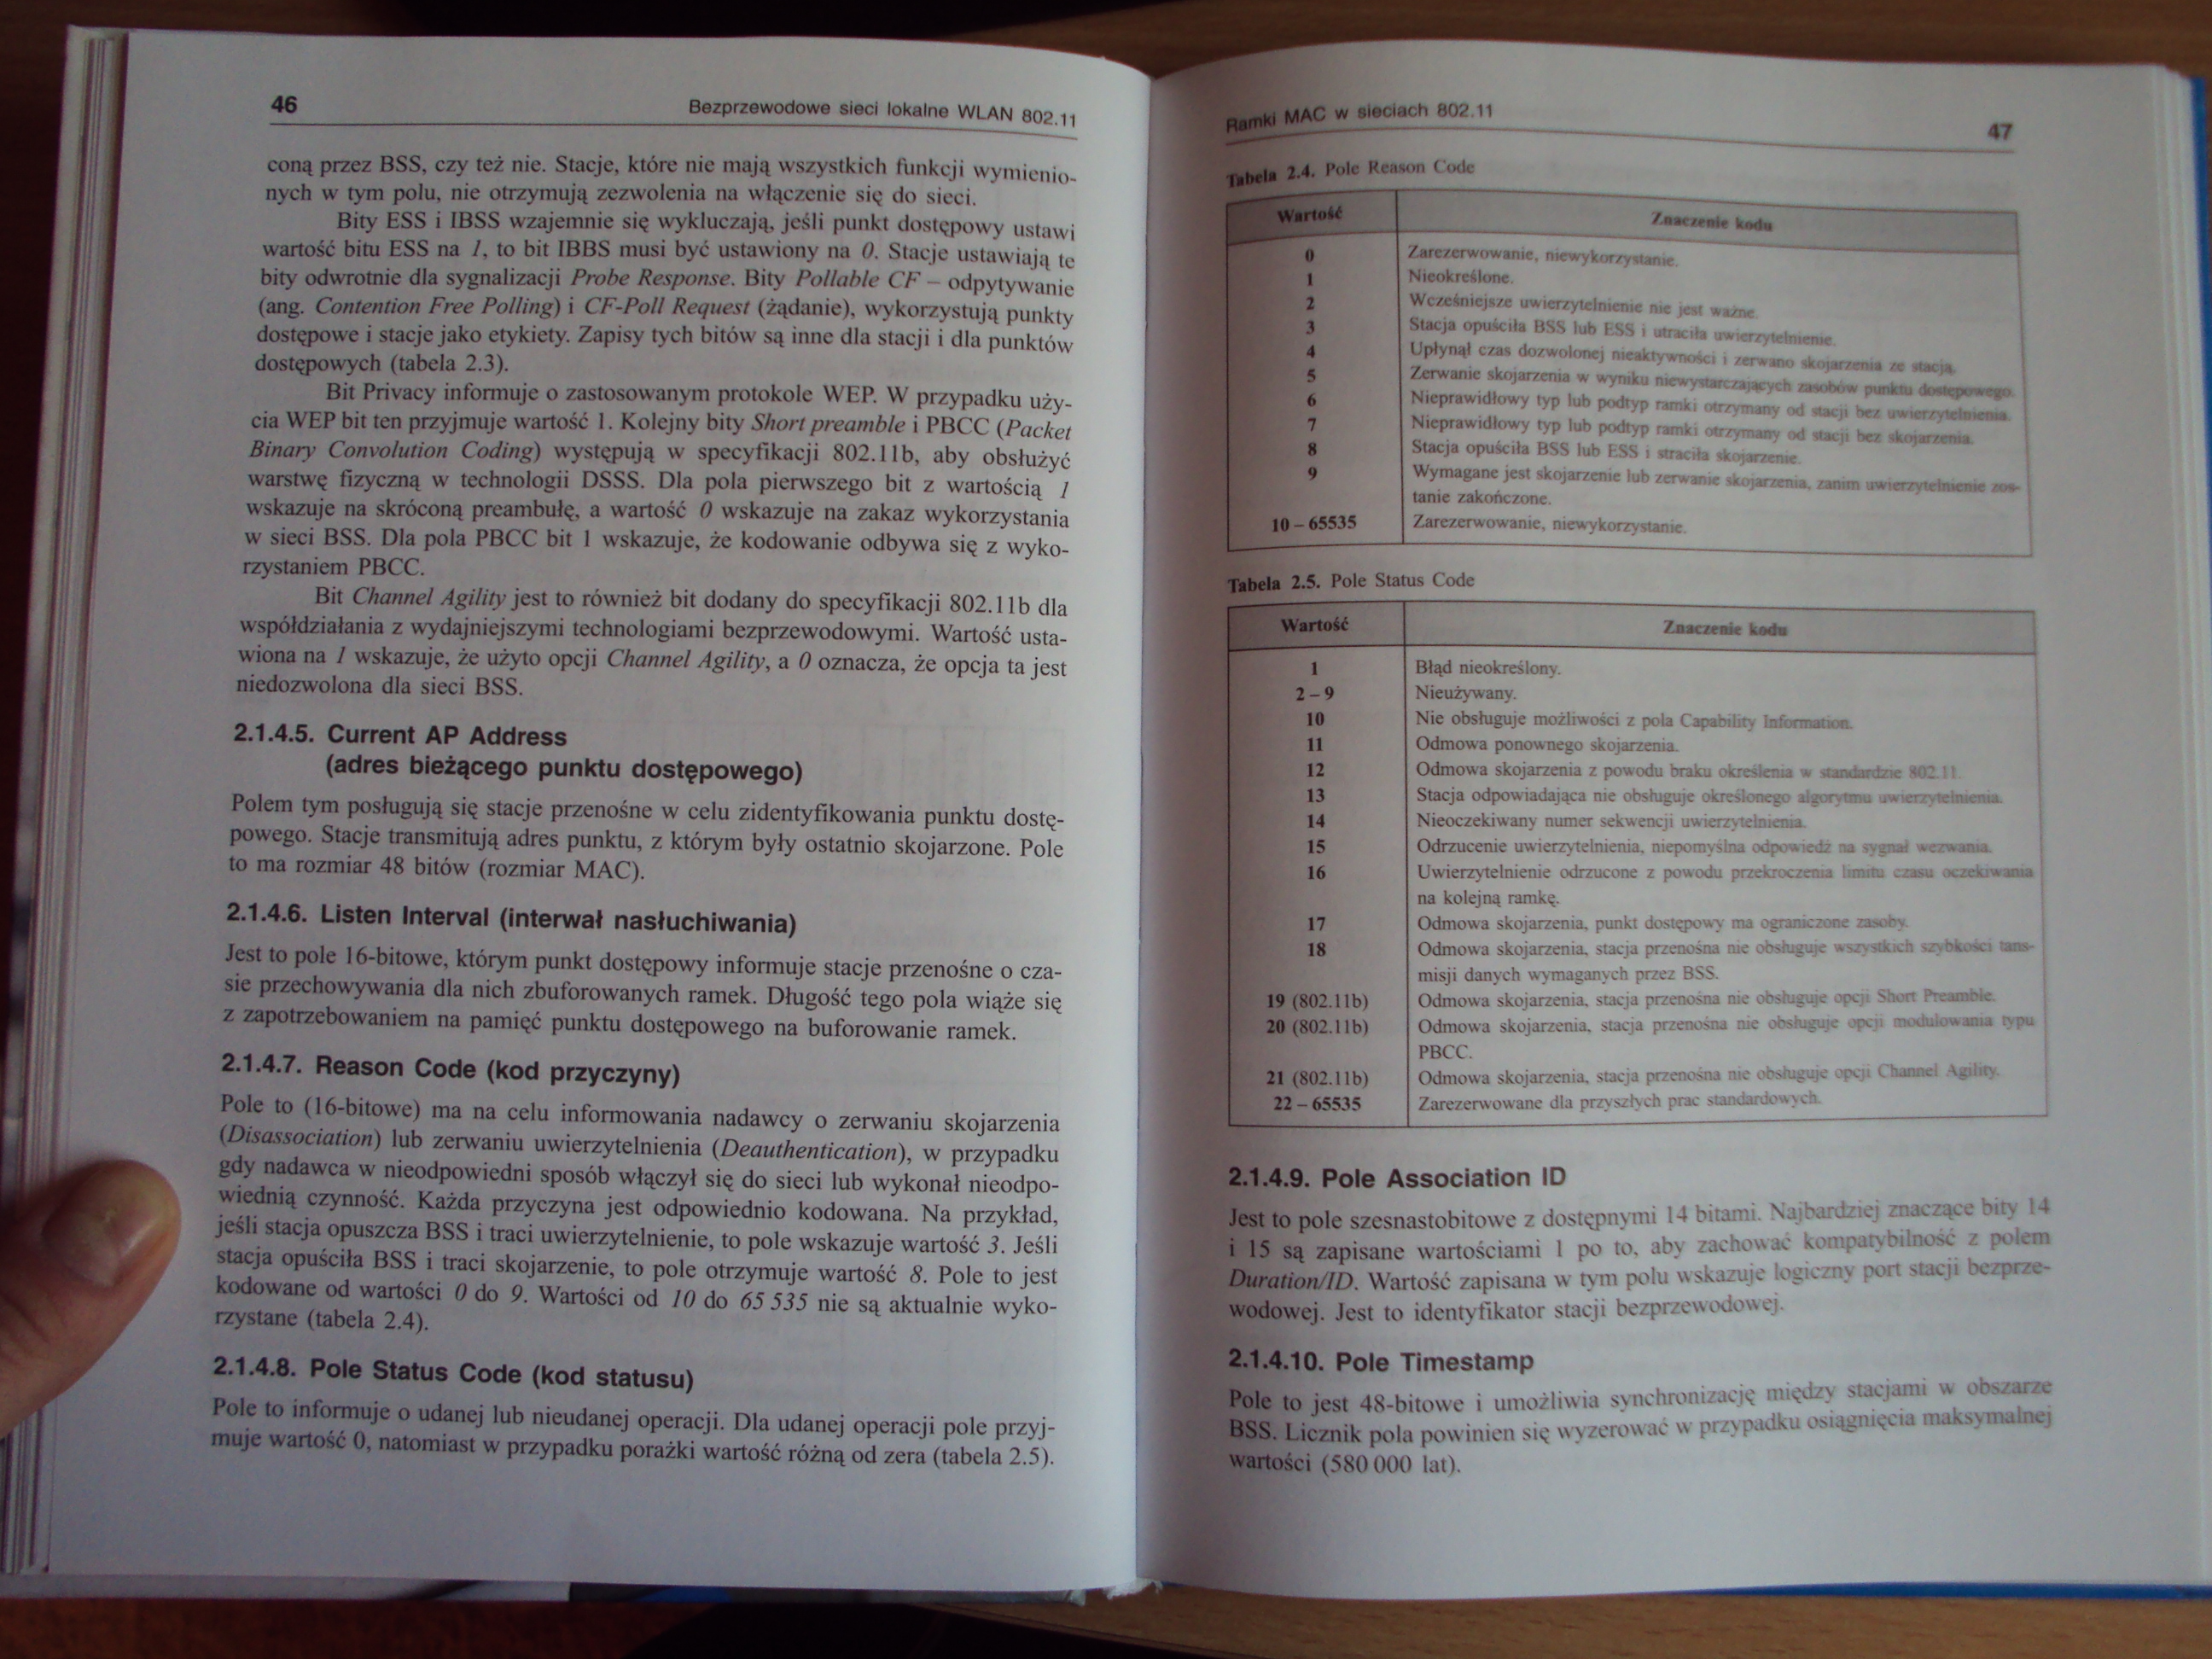 46
Bezprzewodowe sieci lokalne WLAN 802.11
coną przez BSS, czy też nie. Stacje, które nie mają wszystkich funkcji wymienio-
nych w tym polu, nie otrzymują zezwolenia na włączenie się do sieci.
Bity ESS i IBSS wzajemnie się wykluczają, jeśli punkt dostępowy ustawi
wartość bitu ESS na 1, to bit IBBS musi być ustawiony na 0. Stacje ustawiają te
bity odwrotnie dla sygnalizacji Probe Response. Bity Pollable CF – odpytywanie
(ang. Contention Free Polling) i CF-Poll Request (żądanie), wykorzystują punkty
dostępowe i stacje jako etykiety. Zapisy tych bitów są inne dla stacji i dla punktów
dostępowych (tabela 2.3).
Bit Privacy informuje o zastosowanym protokole WEP. W przypadku uży-
cia WEP bit ten przyjmuje wartość 1. Kolejny bity Short preamble i PBCC (Packet
Binary Convolution Coding) występują w specyfikacji 802.11b, aby obsłużyć
warstwę fizyczną w technologii DSSS. Dla pola pierwszego bit z wartością 1
wskazuje na skróconą preambułę, a wartość 0 wskazuje na zakaz wykorzystania
w sieci BSS. Dla pola PBCC bit 1 wskazuje, że kodowanie odbywa się z wyko-
rzystaniem PBCC.
Bit Channel Agility jest to również bit dodany do specyfikacji 802.11b dla
współdziałania z wydajniejszymi technologiami bezprzewodowymi. Wartość usta-
wiona na 1 wskazuje, że użyto opcji Channel Agility, a 0 oznacza, że opcja ta jest
niedozwolona dla sieci BSS.
2.1.4.5. Current AP Address
(adres bieżącego punktu dostępowego)
Polem tym posługują się stacje przenośne w celu zidentyfikowania punktu dostę-
powego. Stacje transmitują adres punktu, z którym były ostatnio skojarzone. Pole
to ma rozmiar 48 bitów (rozmiar MAC).
2.1.4.6. Listen Interval (interwał nasłuchiwania)
Jest to pole 16-bitowe, którym punkt dostępowy informuje stacje przenośne o cza-
sie przechowywania dla nich zbuforowanych ramek. Długość tego pola wiąże się
z zapotrzebowaniem na pamięć punktu dostępowego na buforowanie ramek.
2.1.4.7. Reason Code (kod przyczyny)
Pole to (16-bitowe) ma na celu informowania nadawcy o zerwaniu skojarzenia
(Disassociation) lub zerwaniu uwierzytelnienia (Deauthentication), w przypadku
gdy nadawca w nieodpowiedni sposób włączył się do sieci lub wykonał nieodpo-
wiednią czynność. Każda przyczyna jest odpowiednio kodowana. Na przykład,
jeśli stacja opuszcza BSS i traci uwierzytelnienie, to pole wskazuje wartość 3. Jeśli
stacja opuściła BSS i traci skojarzenie, to pole otrzymuje wartość 8. Pole to jest
kodowane od wartości 0 do 9. Wartości od 10 do 65 535 nie są aktualnie wyko-
rzystane (tabela 2.4).
2.1.4.8. Pole Status Code (kod statusu)
Pole to informuje o udanej lub nieudanej operacji. Dla udanej operacji pole przyj-
muje wartość 0, natomiast w przypadku porażki wartość różną od zera (tabela 2.5).
Ramki MAC w sieciach 802.11
47
Tabela 2.4. Pole Reason Code
Wartość Znaczenie kodu
0 Zarezerwowanie, niewykorzystanie.
1 Nieokreślone.
2 Wcześniejsze uwierzytelnienie nie jest ważne.
3 Stacja opuściła BSS lub ESS i utraciła uwierzytelnienie.
4 Upłynął czas dozwolonej nieaktywności i zerwano skojarzenia ze stacją.
5 Zerwanie skojarzenia w wyniku niewystarczających zasobów punktu dostępowego.
6 Nieprawidłowy typ lub podtyp ramki otrzymany od stacji bez uwierzytelnienia.
7 Nieprawidłowy typ lub podtyp ramki otrzymany od stacji bez skojarzenia.
8 Stacja opuściła BSS lub ESS i straciła skojarzenie.
9 Wymagane jest skojarzenie lub zerwanie skojarzenia, zanim uwierzytelnienie zos-
tanie zakończone.
10 – 65535 Zarezerwowanie, niewykorzystanie.
Tabela 2.5. Pole Status Code
Wartość Znaczenie kodu
1 Błąd nieokreślony.
2 – 9 Nieużywany.
10 Nie obsługuje możliwości z pola Capability Information.
11 Odmowa ponownego skojarzenia.
12 Odmowa skojarzenia z powodu braku określenia w standardzie 802.11.
13 Stacja odpowiadająca nie obsługuje określonego algorytmu uwierzytelnienia.
14 Nieoczekiwany numer sekwencji uwierzytelnienia.
15 Odrzucenie uwierzytelnienia, niepomyślna odpowiedź na sygnał wezwania.
16 Uwierzytelnienie odrzucone z powodu przekroczenia limitu czasu oczekiwania
na kolejną ramkę.
17 Odmowa skojarzenia, punkt dostępowy ma ograniczone zasoby.
18 Odmowa skojarzenia, stacja przenośna nie obsługuje wszystkich szybkości tans-
misji danych wymaganych przez BSS.
19 (802.11b) Odmowa skojarzenia, stacja przenośna nie obsługuje opcji Short Preamble.
20 (802.11b) Odmowa skojarzenia, stacja przenośna nie obsługuje opcji modulowania typu
PBCC.
21 (802.11b) Odmowa skojarzenia, stacja przenośna nie obsługuje opcji Channel Agility.
22 – 65535 Zarezerwowane dla przyszłych prac standardowych.
2.1.4.9. Pole Association ID
Jest to pole szesnastobitowe z dostępnymi 14 bitami. Najbardziej znaczące bity 14
i 15 są zapisane wartościami 1 po to, aby zachować kompatybilność z polem
Duration/ID. Wartość zapisana w tym polu wskazuje logiczny port stacji bezprze-
wodowej. Jest to identyfikator stacji bezprzewodowej.
2.1.4.10. Pole Timestamp
Pole to jest 48-bitowe i umożliwia synchronizację między stacjami w obszarze
BSS. Licznik pola powinien się wyzerować w przypadku osiągnięcia maksymalnej
wartości (580 000 lat).